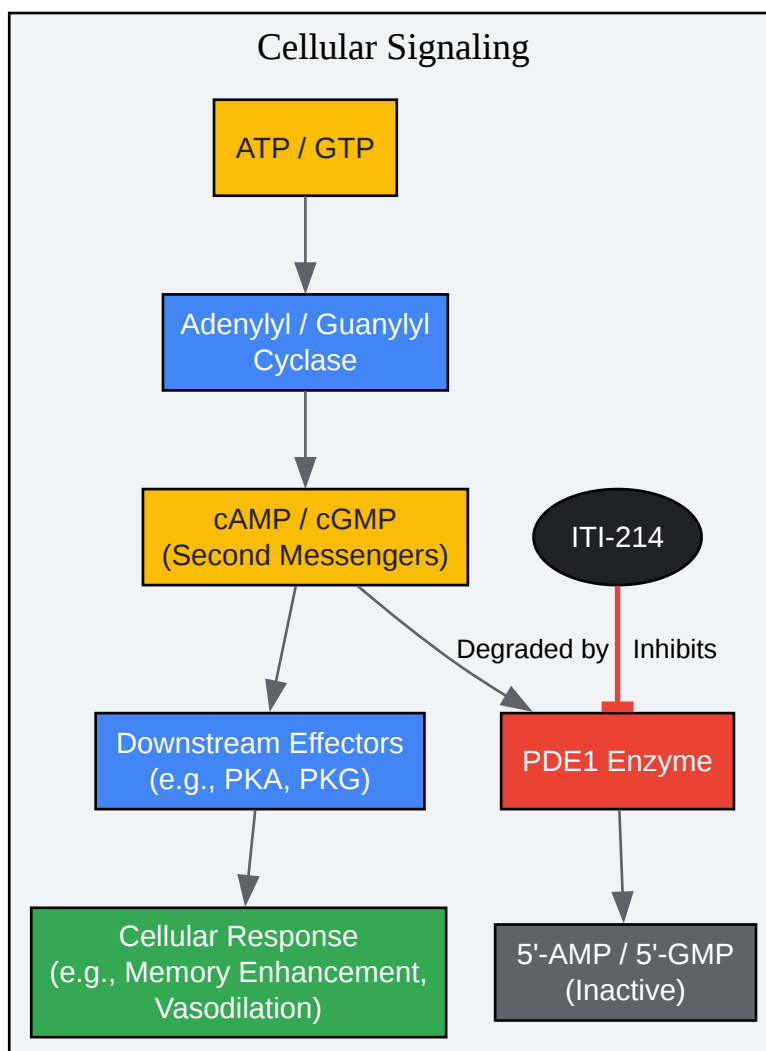 Cellular Signaling
ATP / GTP
Adenylyl / Guanylyl
Cyclase
cAMP / cGMP
(Second Messengers)
ITI-214
Degraded by
Inhibits
Downstream Effectors
(e.g., PKA, PKG)
PDE1 Enzyme
Cellular Response
(e.g., Memory Enhancement,
Vasodilation)
5'-AMP / 5'-GMP
(Inactive)